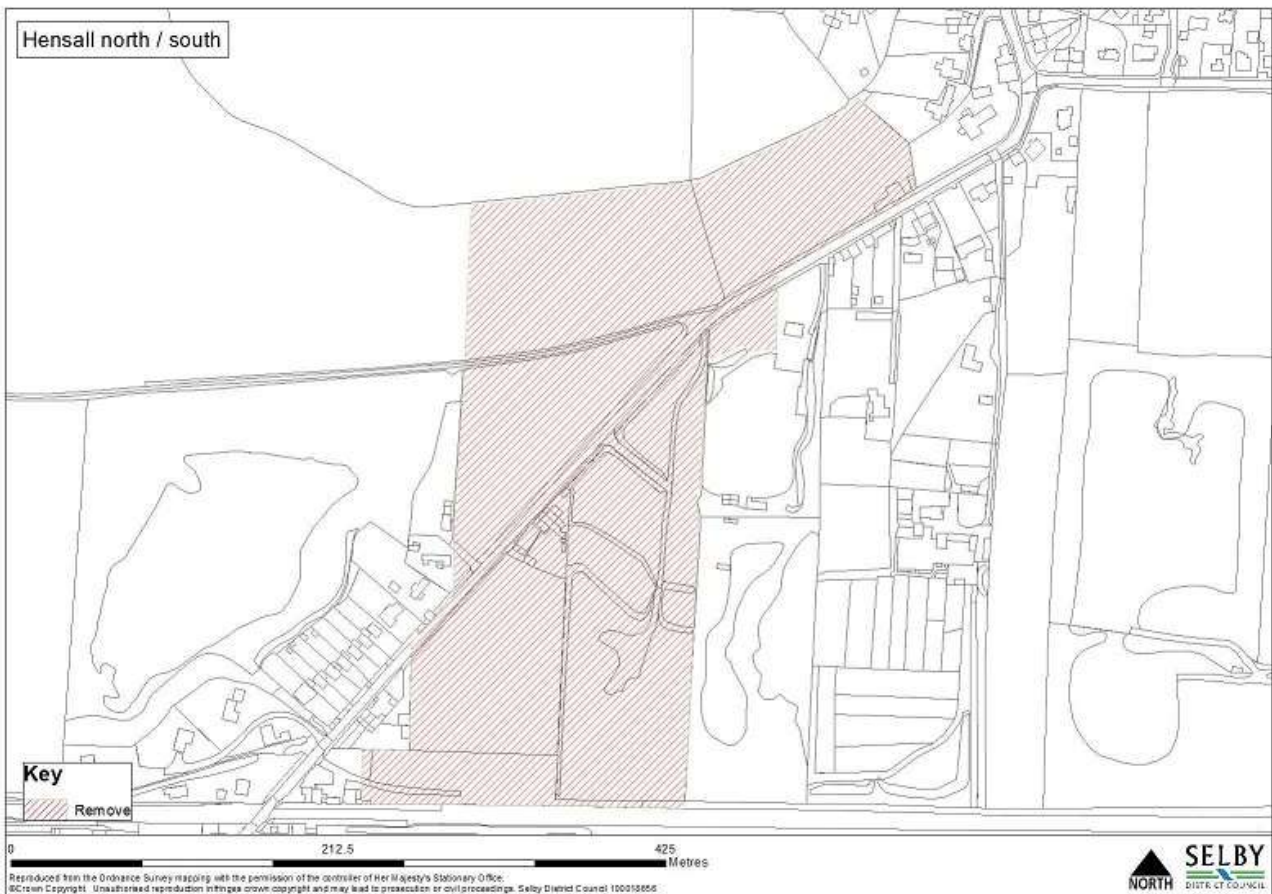 Hensall north / south
Key
Remove
0 212.5 425
Metres
Reproduced from the Ordnance Survey mapping with the permission of the controller of Her Majesty's Stationary Office.
©Crown Copyright. Unauthorised reproduction infringes crown copyright and may lead to prosecution or civil proceedings. Selby District Council 100018656
NORTH
SELBY
DISTRICT COUNCIL